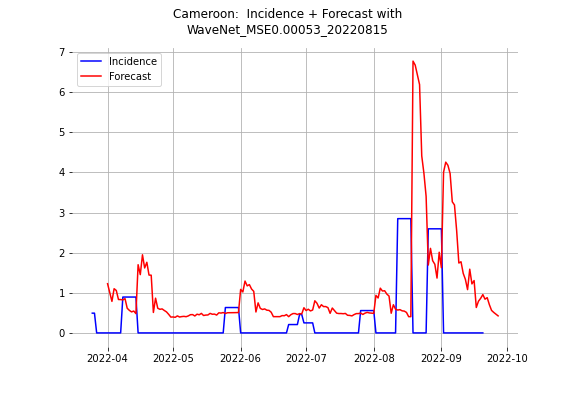 Cameroon:  Incidence + Forecast with
WaveNet_MSE0.00053_20220815
Incidence
Forecast
7
6
5
4
3
2
1
0
2022-04 2022-05 2022-06 2022-07 2022-08 2022-09 2022-10